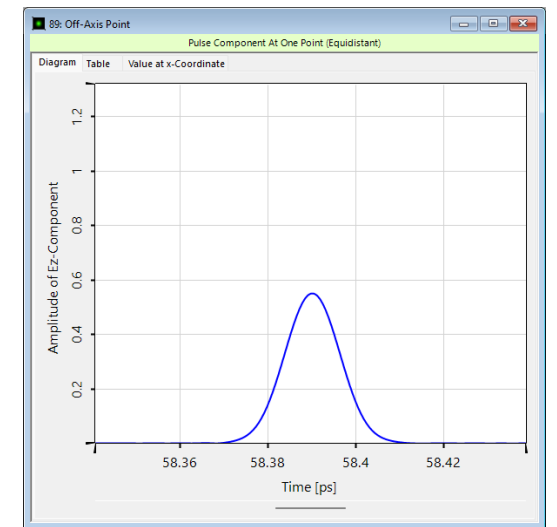 89: Off-Axis Point
Pulse Component At One Point (Equidistant)
Diagram Table Value at x-Coordinate
Amplitude of Ez-Component
1.2
1
0.8
0.6
0.4
0.2
58.36 58.38 58.4 58.42
Time [ps]